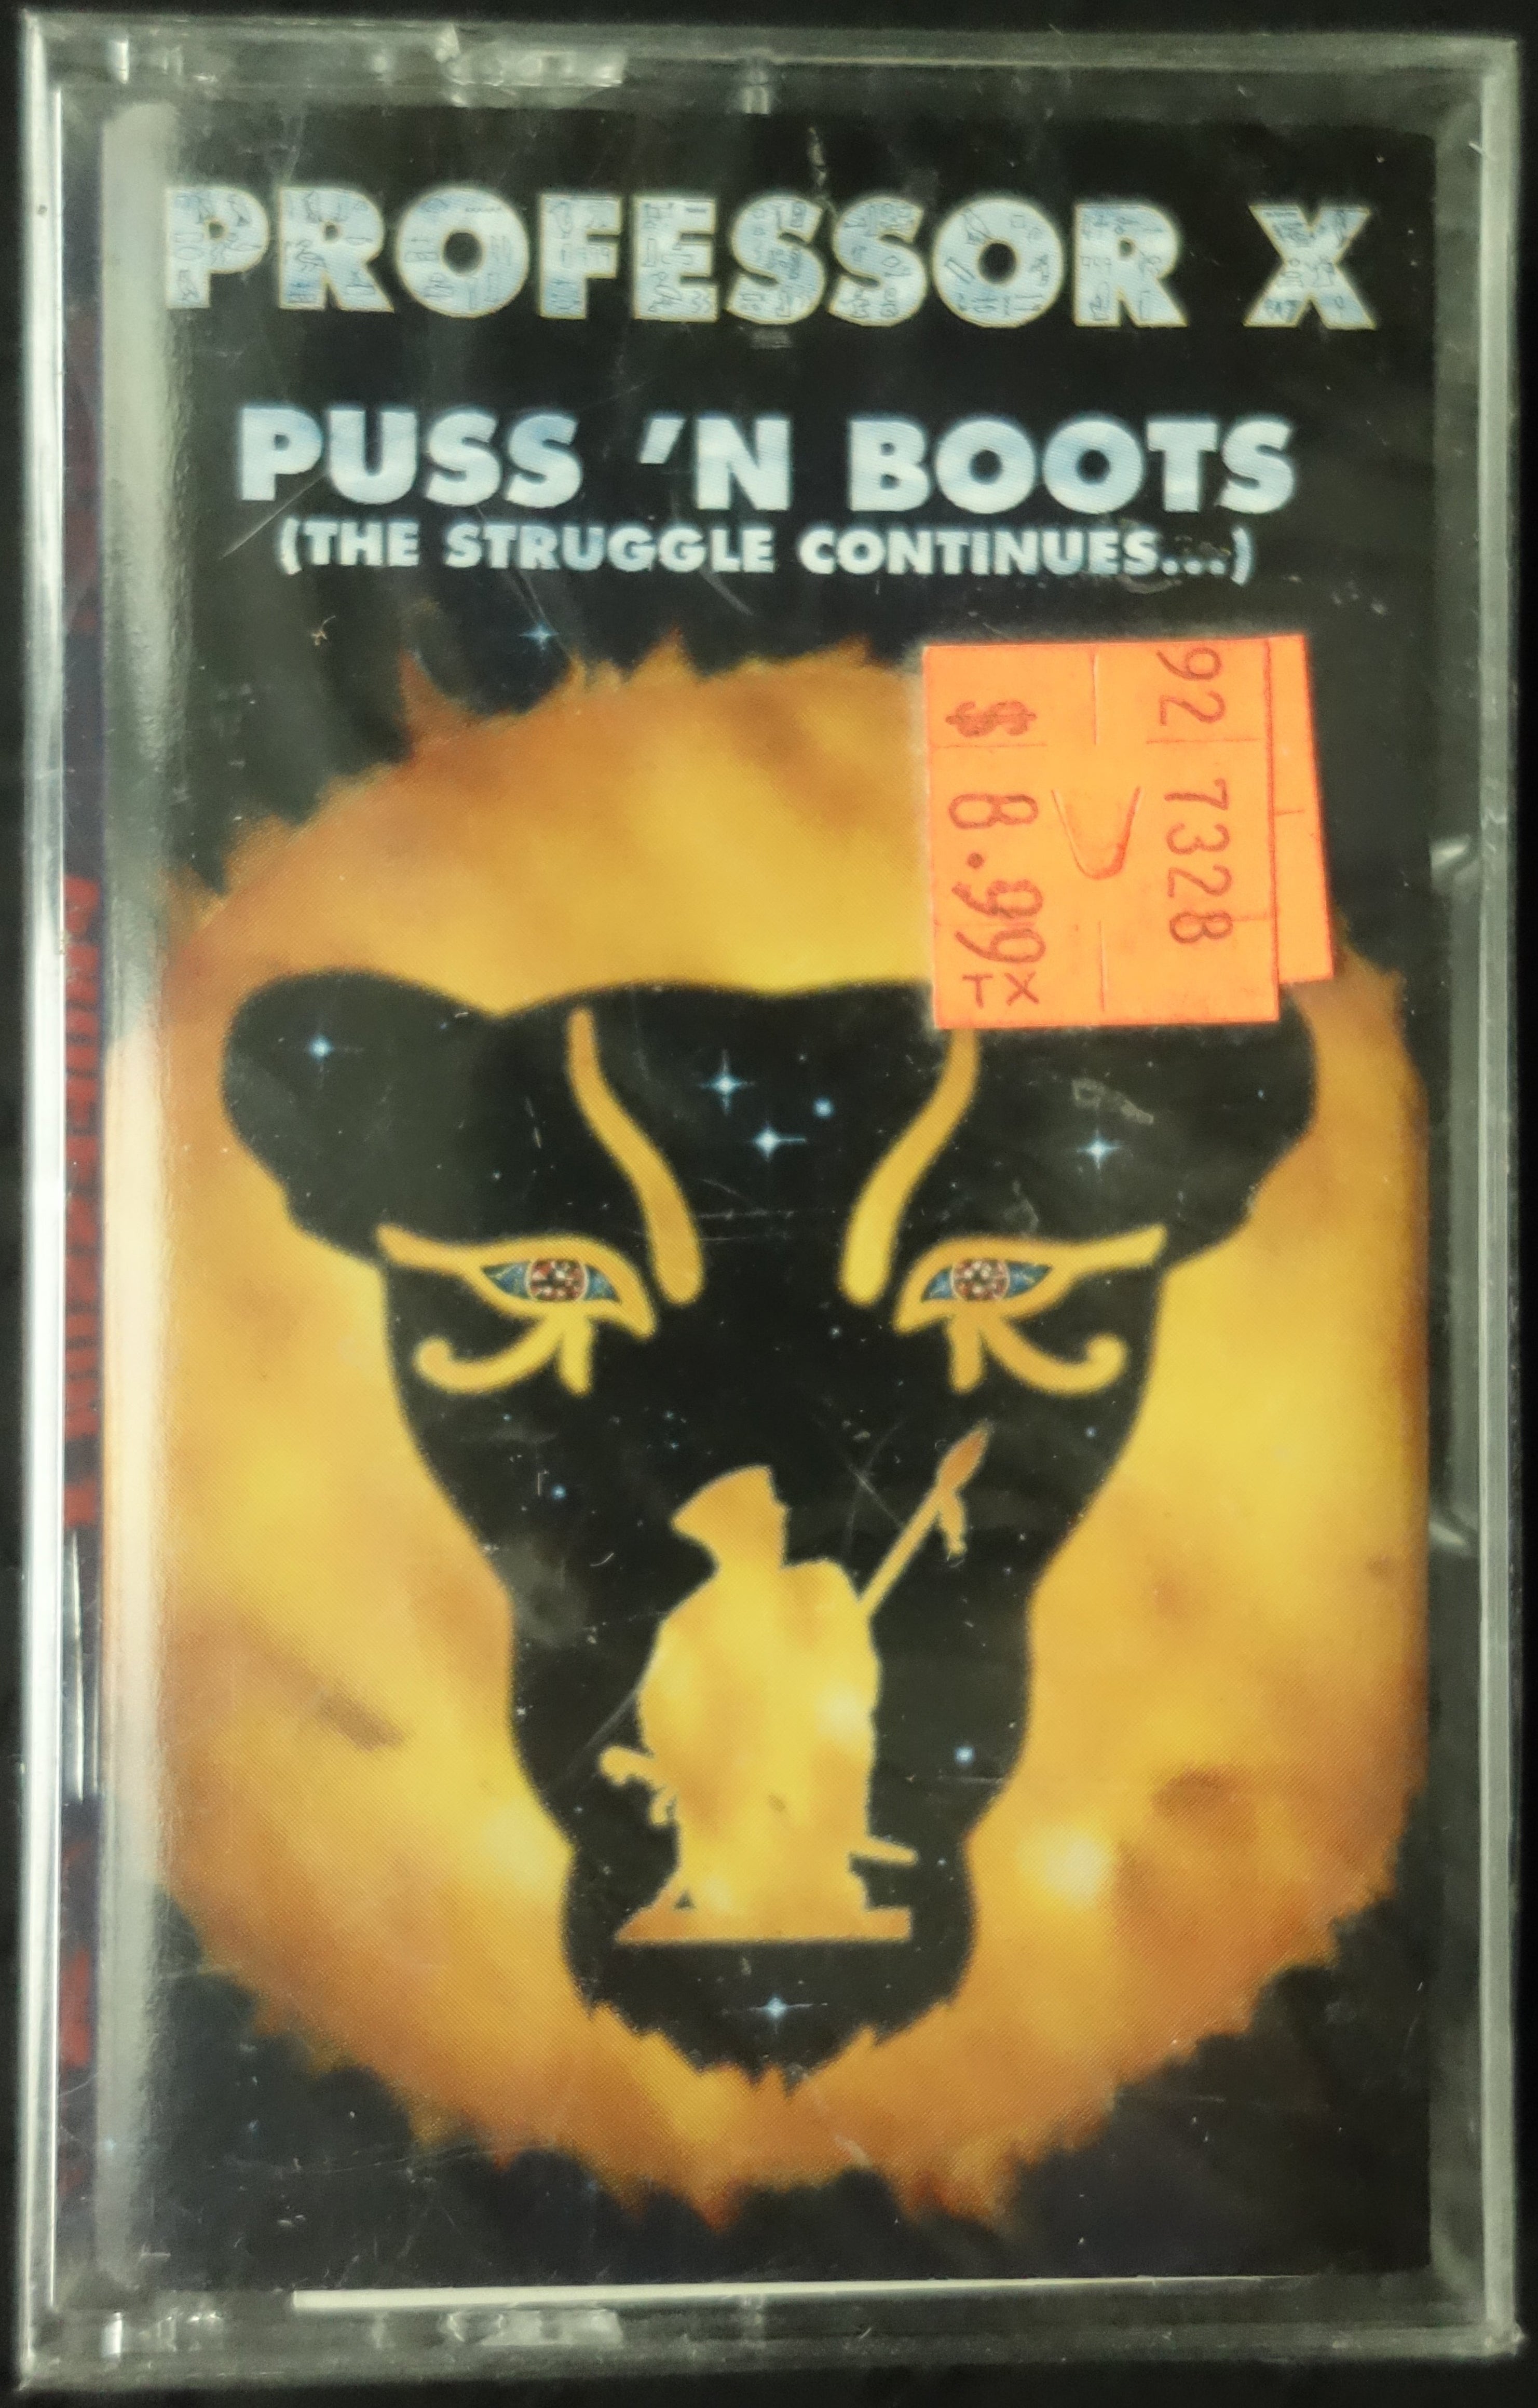 PROFESSOR X
PUSS 'N BOOTS
(THE STRUGGLE CONTINUES...)
92 7328
$ 8.99
TX